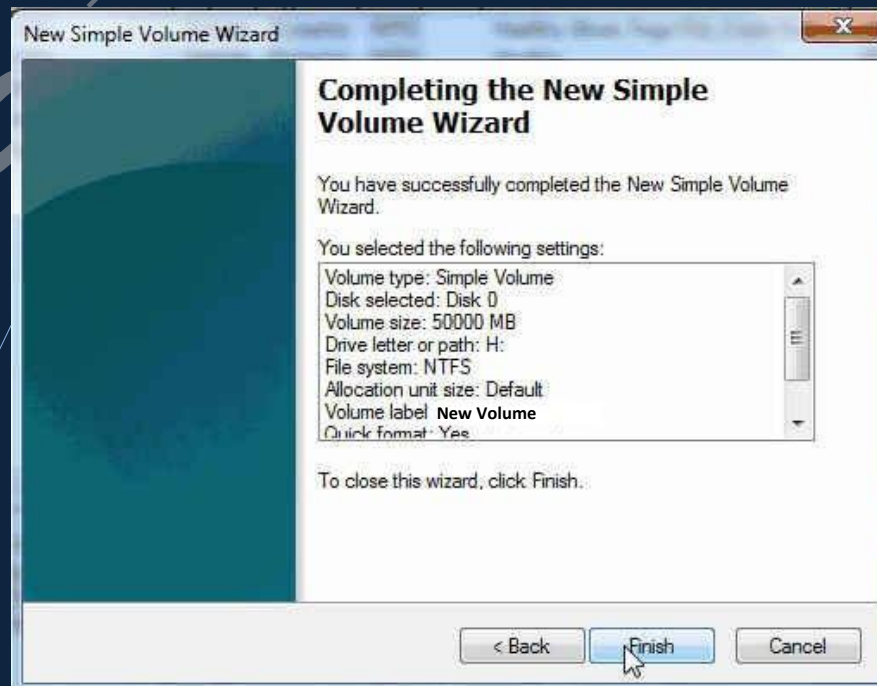 New Simple Volume Wizard
Completing the New Simple
Volume Wizard
You have successfully completed the New Simple Volume
Wizard.
You selected the following settings:
Volume type: Simple Volume
Disk selected: Disk 0
Volume size: 50000 MB
Drive letter or path: H:
File system: NTFS
Allocation unit size: Default
Volume label New Volume
Quick format: Yes
To close this wizard, click Finish.
< Back Finish Cancel